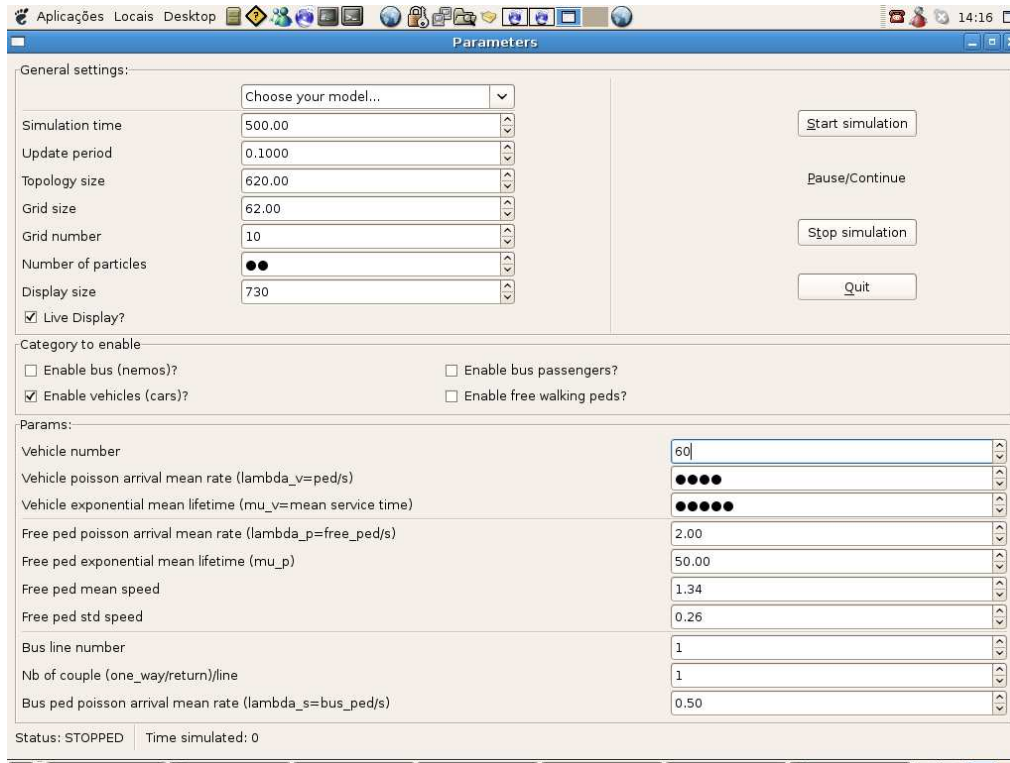 Aplicações Locais Desktop 14:16
Parameters
General settings:
Choose your model...
Simulation time 500.00
Start simulation
Update period 0.1000
Topology size 620.00
Pause/Continue
Grid size 62.00
Grid number 10
Stop simulation
Number of particles ●●
Display size 730
Quit
Live Display?
Category to enable
Enable bus (nemos)? Enable bus passengers?
Enable vehicles (cars)? Enable free walking peds?
Params:
Vehicle number 60
Vehicle poisson arrival mean rate (lambda_v=ped/s) ●●●●
Vehicle exponential mean lifetime (mu_v=mean service time) ●●●●●
Free ped poisson arrival mean rate (lambda_p=free_ped/s) 2.00
Free ped exponential mean lifetime (mu_p) 50.00
Free ped mean speed 1.34
Free ped std speed 0.26
Bus line number 1
Nb of couple (one_way/return)/line 1
Bus ped poisson arrival mean rate (lambda_s=bus_ped/s) 0.50
Status: STOPPED Time simulated: 0